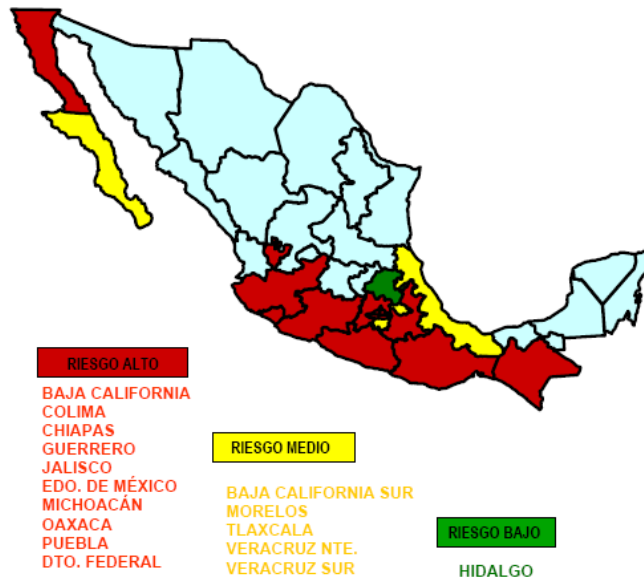 RIESGO ALTO
BAJA CALIFORNIA
COLIMA
CHIAPAS
GUERRERO
JALISCO
EDO. DE MÉXICO
MICHOACÁN
OAXACA
PUEBLA
DTO. FEDERAL
RIESGO MEDIO
BAJA CALIFORNIA SUR
MORELOS
TLAXCALA
VERACRUZ NTE.
VERACRUZ SUR
RIESGO BAJO
HIDALGO